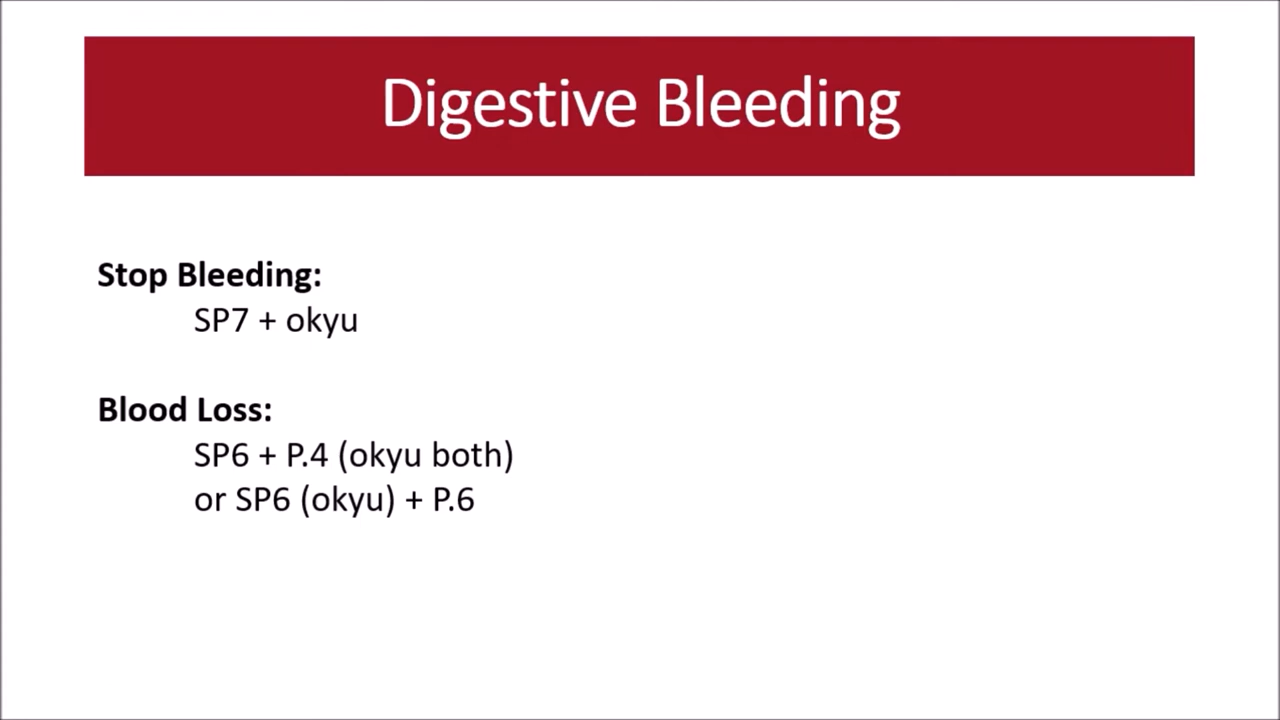 Digestive Bleeding
Stop Bleeding:
SP7 + okyu
Blood Loss:
SP6 + P.4 (okyu both)
or SP6 (okyu) + P.6